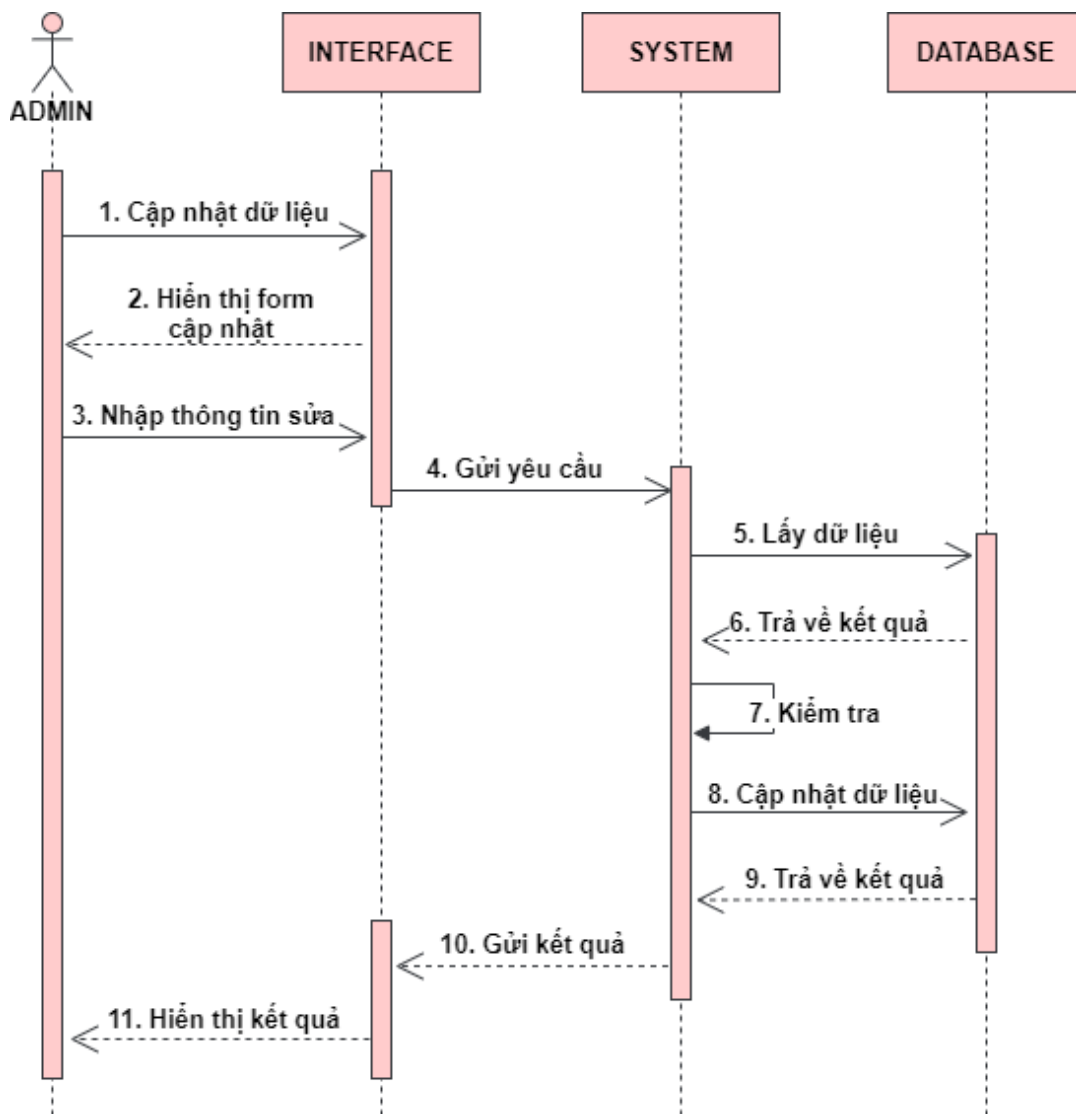 ADMIN
INTERFACE
SYSTEM
DATABASE
1. Cập nhật dữ liệu
2. Hiển thị form
cập nhật
3. Nhập thông tin sửa
4. Gửi yêu cầu
5. Lấy dữ liệu
6. Trả về kết quả
7. Kiểm tra
8. Cập nhật dữ liệu
9. Trả về kết quả
10. Gửi kết quả
11. Hiển thị kết quả